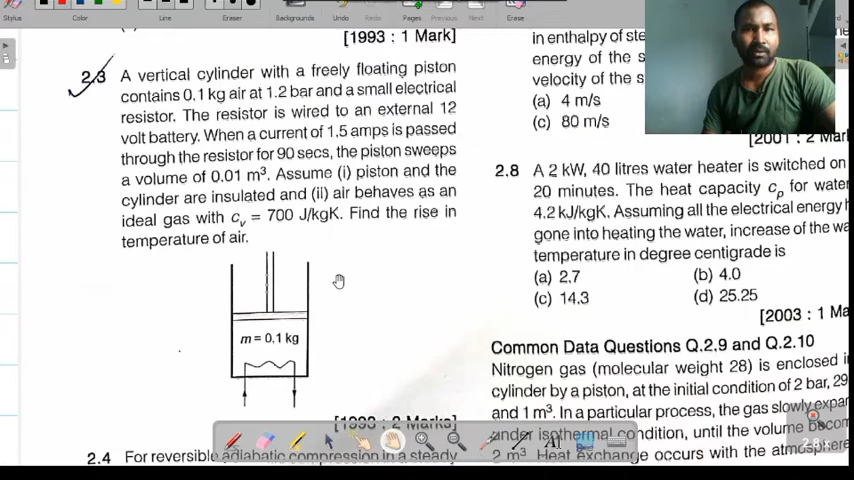 Stylus
Color
Line
Eraser
Backgrounds
Undo
Pages
Previous
Next
Erase
[1993 : 1 Mark]
2.3 A vertical cylinder with a freely floating piston
contains 0.1 kg air at 1.2 bar and a small electrical
resistor. The resistor is wired to an external 12
volt battery. When a current of 1.5 amps is passed
through the resistor for 90 secs, the piston sweeps
a volume of 0.01 m³. Assume (i) piston and the
cylinder are insulated and (ii) air behaves as an
ideal gas with cv = 700 J/kgK. Find the rise in
temperature of air.
m = 0.1 kg
[1993 : 2 Marks]
2.4 For reversible adiabatic compression in a steady
in enthalpy of ste
energy of the s
velocity of the s
(a) 4 m/s
(c) 80 m/s
[2001 : 2 Mar
2.8 A 2 kW, 40 litres water heater is switched on
20 minutes. The heat capacity cp for water
4.2 kJ/kgK. Assuming all the electrical energy h
gone into heating the water, increase of the wa
temperature in degree centigrade is
(a) 2.7 (b) 4.0
(c) 14.3 (d) 25.25
[2003 : 1 Ma
Common Data Questions Q.2.9 and Q.2.10
Nitrogen gas (molecular weight 28) is enclosed i
cylinder by a piston, at the initial condition of 2 bar, 29
and 1 m³. In a particular process, the gas slowly expa
under isothermal condition, until the volume becom
2 m³. Heat exchange occurs with the atmosphere
2.8 x